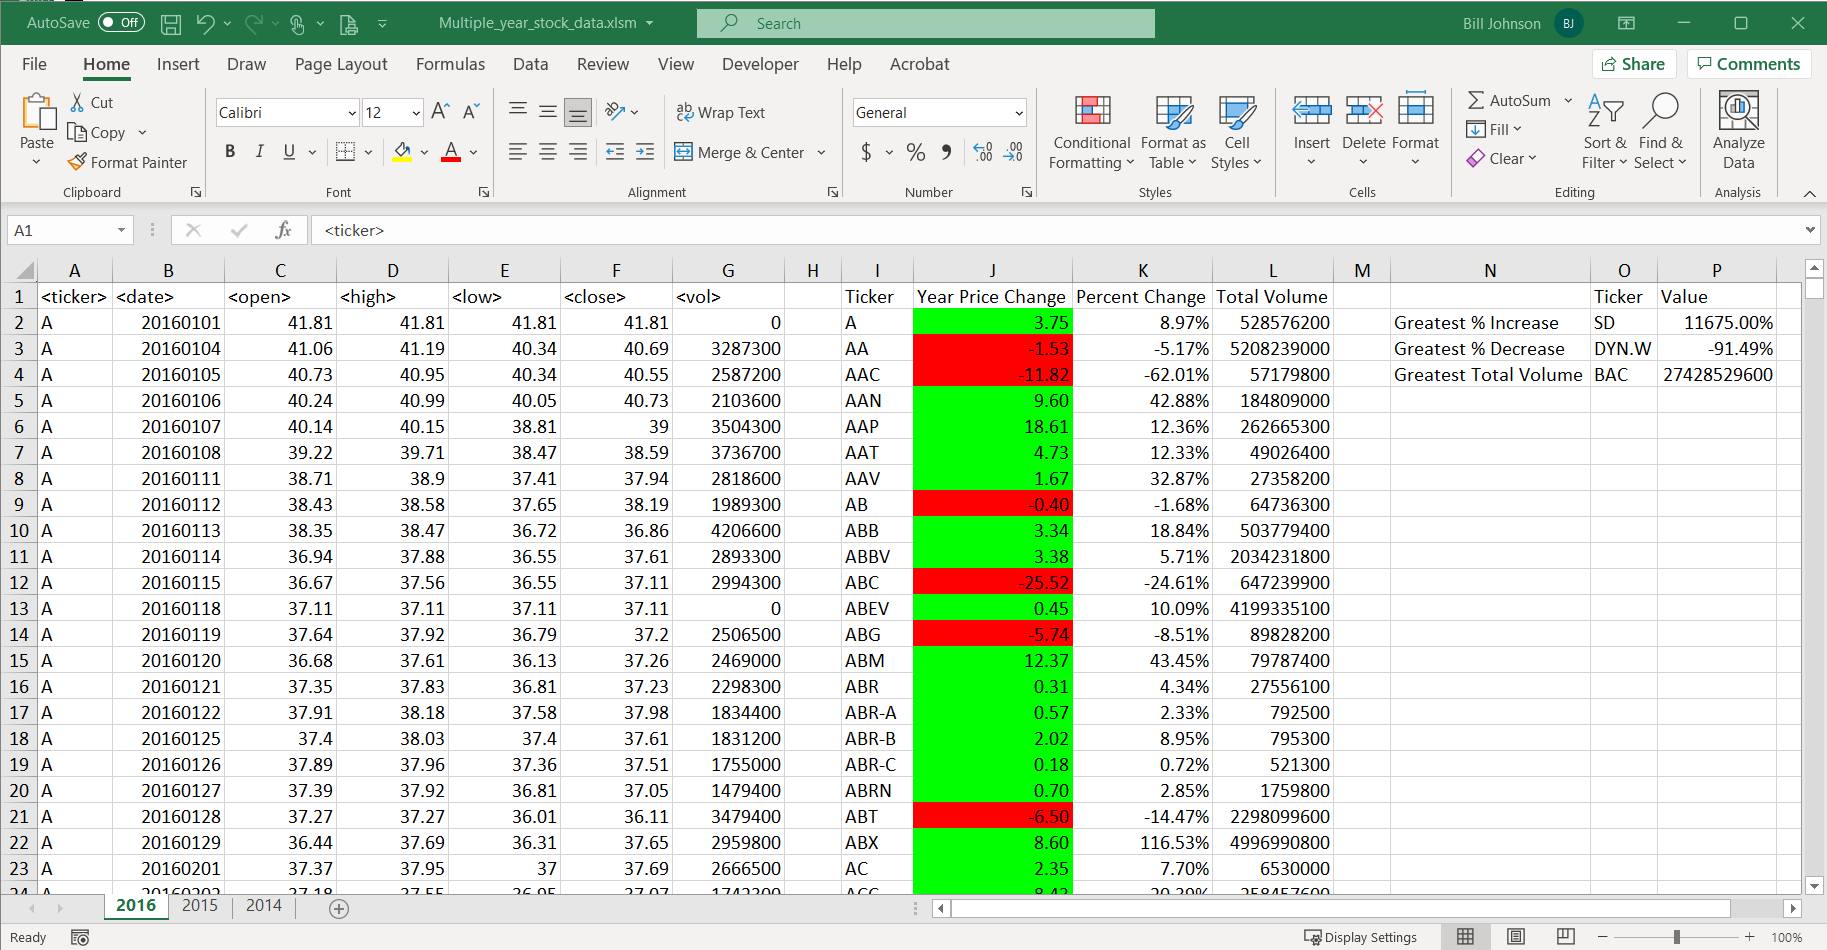 AutoSave Off Multiple_year_stock_data.xlsm Search Bill Johnson BJ
File Home Insert Draw Page Layout Formulas Data Review View Developer Help Acrobat Share Comments
Paste Cut Copy Format Painter Clipboard
Calibri 12 A^ A˅ B I U A Font
ab Wrap Text Merge & Center Alignment
General $ % , Number
Conditional Formatting Format as Table Cell Styles Styles
Insert Delete Format Cells
AutoSum Fill Clear Sort & Filter Find & Select Editing
Analyze Data Analysis
A1 fx <ticker>
A B C D E F G H I J K L M N O P
1 <ticker> <date> <open> <high> <low> <close> <vol> Ticker Year Price Change Percent Change Total Volume Ticker Value
2 A 20160101 41.81 41.81 41.81 41.81 0 A 3.75 8.97% 528576200 Greatest % Increase SD 11675.00%
3 A 20160104 41.06 41.19 40.34 40.69 3287300 AA -1.53 -5.17% 5208239000 Greatest % Decrease DYN.W -91.49%
4 A 20160105 40.73 40.95 40.34 40.55 2587200 AAC -11.82 -62.01% 57179800 Greatest Total Volume BAC 27428529600
5 A 20160106 40.24 40.99 40.05 40.73 2103600 AAN 9.60 42.88% 184809000
6 A 20160107 40.14 40.15 38.81 39 3504300 AAP 18.61 12.36% 262665300
7 A 20160108 39.22 39.71 38.47 38.59 3736700 AAT 4.73 12.33% 49026400
8 A 20160111 38.71 38.9 37.41 37.94 2818600 AAV 1.67 32.87% 27358200
9 A 20160112 38.43 38.58 37.65 38.19 1989300 AB -0.40 -1.68% 64736300
10 A 20160113 38.35 38.47 36.72 36.86 4206600 ABB 3.34 18.84% 503779400
11 A 20160114 36.94 37.88 36.55 37.61 2893300 ABBV 3.38 5.71% 2034231800
12 A 20160115 36.67 37.56 36.55 37.11 2994300 ABC -25.52 -24.61% 647239900
13 A 20160118 37.11 37.11 37.11 37.11 0 ABEV 0.45 10.09% 4199335100
14 A 20160119 37.64 37.92 36.79 37.2 2506500 ABG -5.74 -8.51% 89828200
15 A 20160120 36.68 37.61 36.13 37.26 2469000 ABM 12.37 43.45% 79787400
16 A 20160121 37.35 37.83 36.81 37.23 2298300 ABR 0.31 4.34% 27556100
17 A 20160122 37.91 38.18 37.58 37.98 1834400 ABR-A 0.57 2.33% 792500
18 A 20160125 37.4 38.03 37.4 37.61 1831200 ABR-B 2.02 8.95% 795300
19 A 20160126 37.89 37.96 37.36 37.51 1755000 ABR-C 0.18 0.72% 521300
20 A 20160127 37.39 37.92 36.81 37.05 1479400 ABRN 0.70 2.85% 1759800
21 A 20160128 37.27 37.27 36.01 36.11 3479400 ABT -6.50 -14.47% 2298099600
22 A 20160129 36.44 37.69 36.31 37.65 2959800 ABX 8.60 116.53% 4996990800
23 A 20160201 37.37 37.95 37 37.69 2666500 AC 2.35 7.70% 6530000
2016 2015 2014
Ready Display Settings 100%